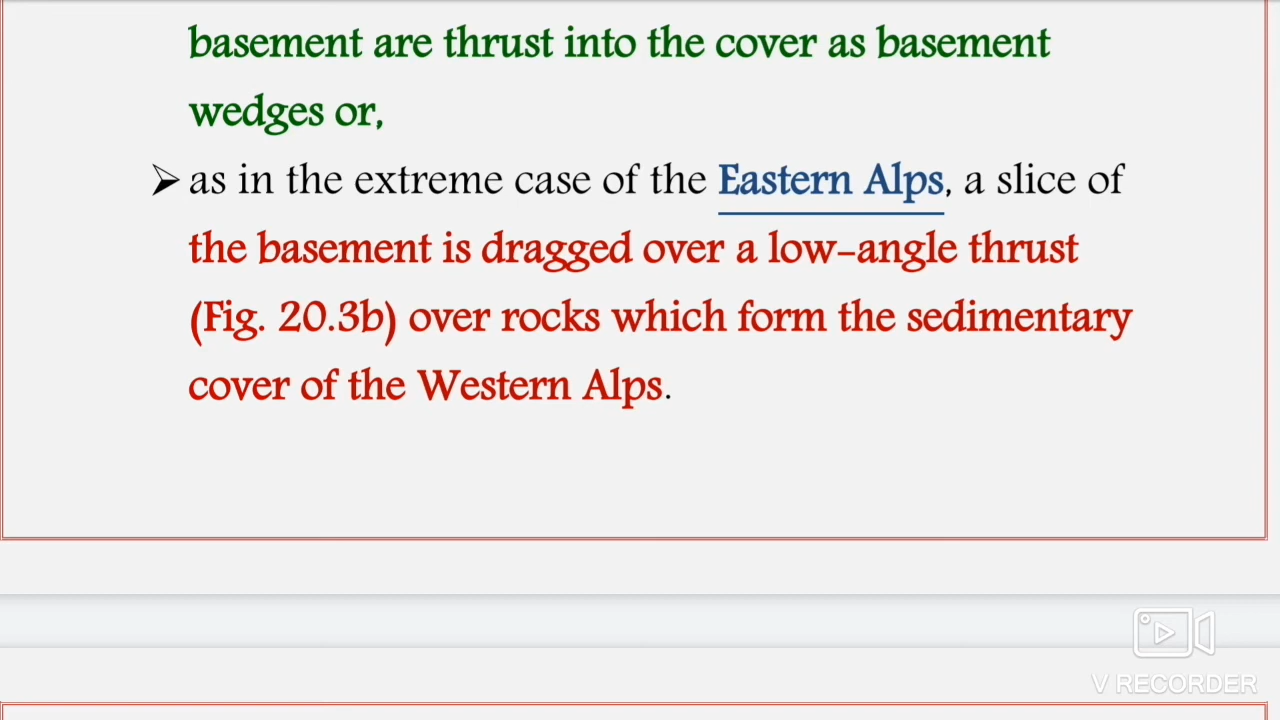 basement are thrust into the cover as basement
wedges or,
➢ as in the extreme case of the Eastern Alps, a slice of
the basement is dragged over a low-angle thrust
(Fig. 20.3b) over rocks which form the sedimentary
cover of the Western Alps.
V RECORDER